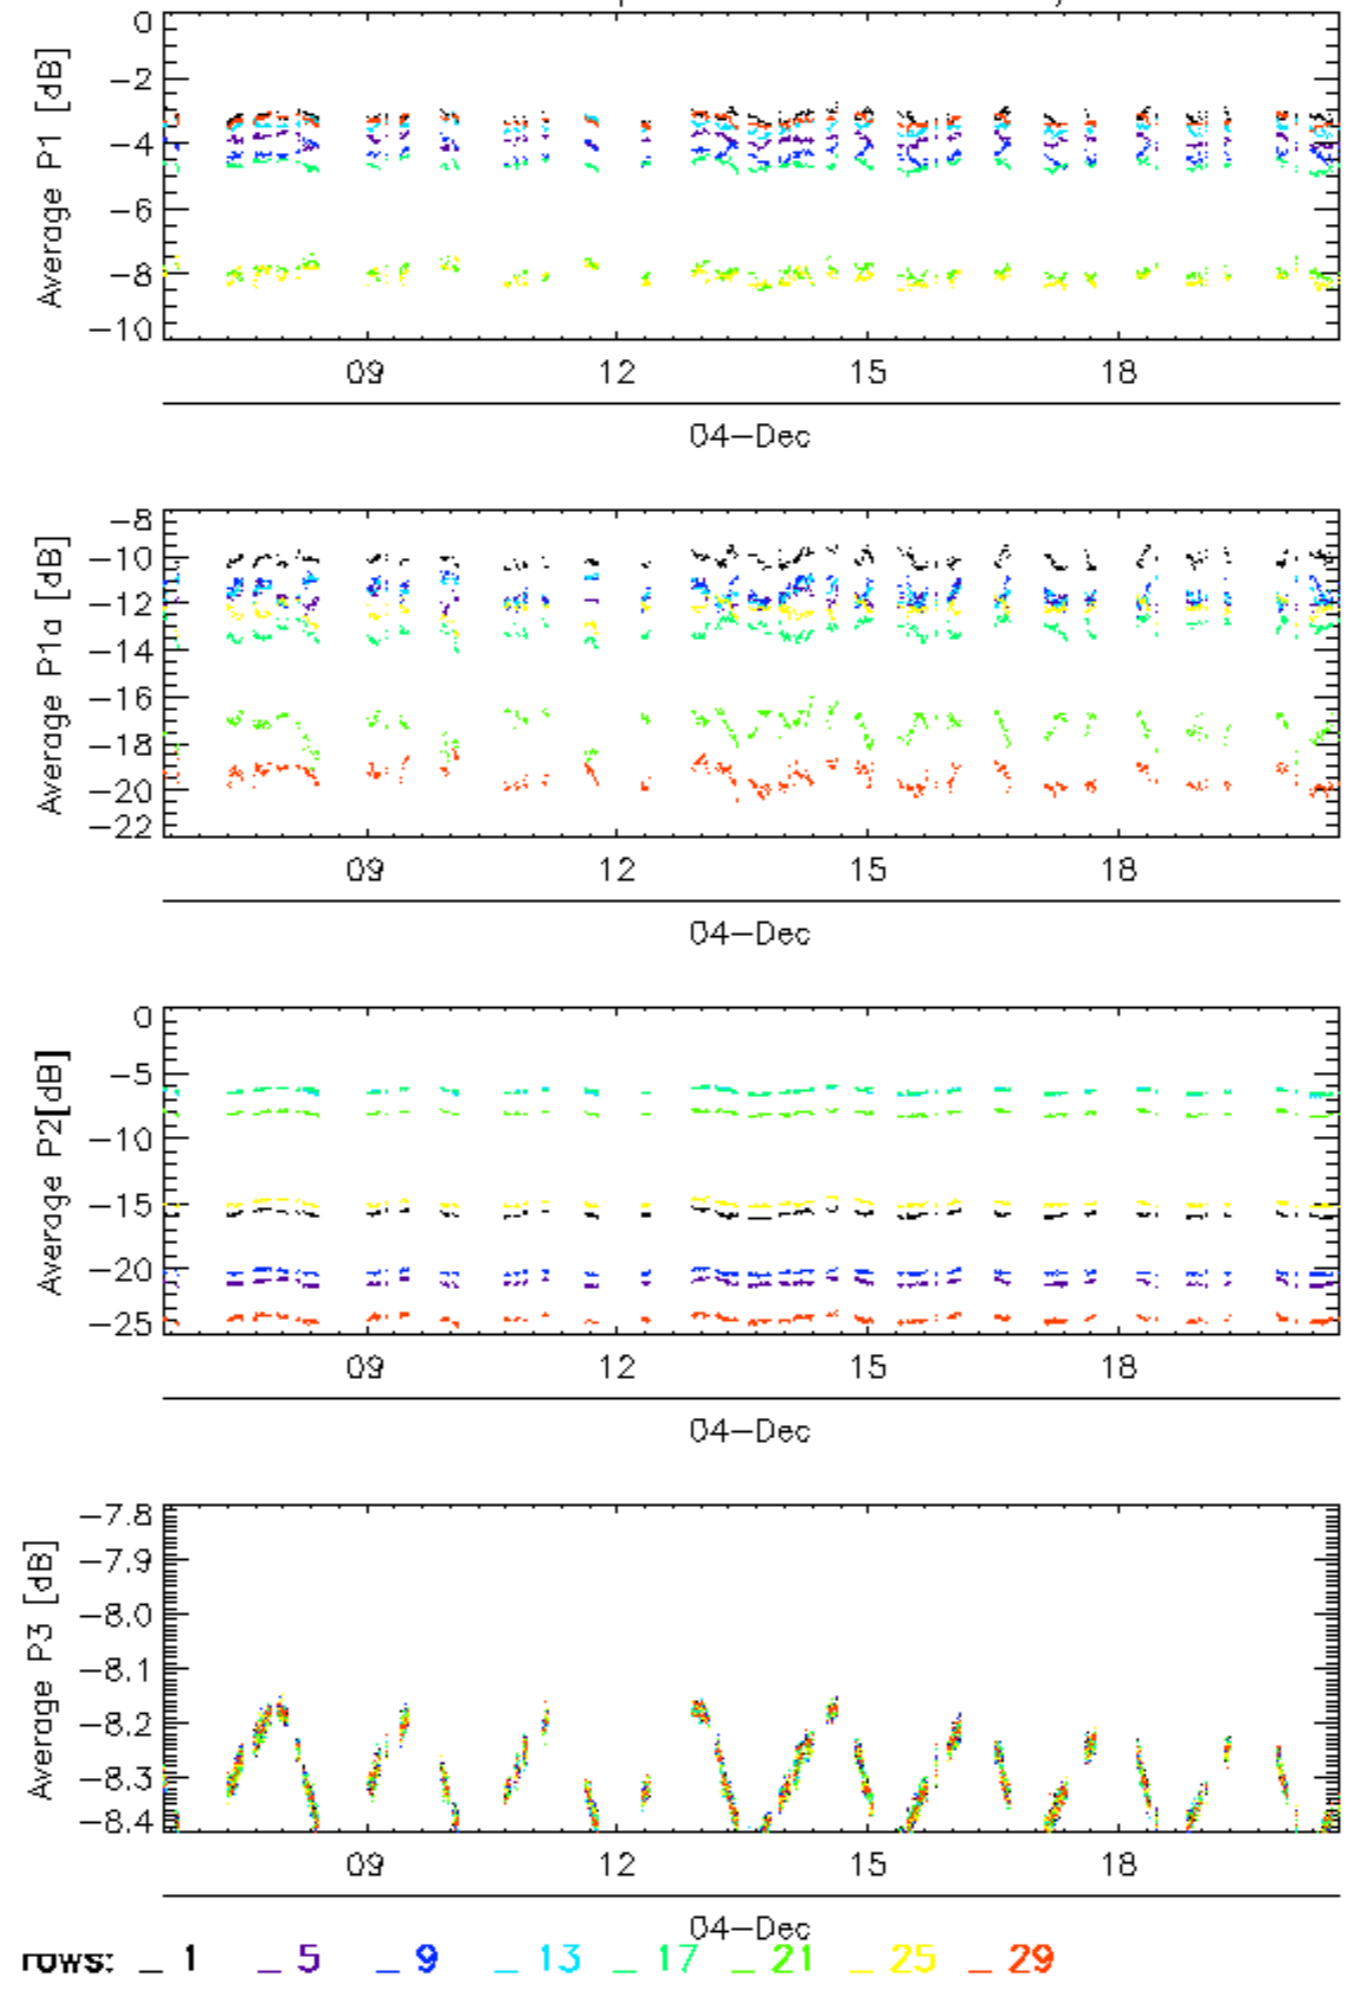 0
−2
−4
−6
−8
−10
Average P1 [dB]
09 12 15 18
04−Dec
−8
−10
−12
−14
−16
−18
−20
−22
Average P1a [dB]
09 12 15 18
04−Dec
0
−5
−10
−15
−20
−25
Average P2[dB]
09 12 15 18
04−Dec
−7.8
−7.9
−8.0
−8.1
−8.2
−8.3
−8.4
Average P3 [dB]
09 12 15 18
04−Dec
rows: _ 1 _ 5 _ 9 _ 13 _ 17 _ 21 _ 25 _ 29